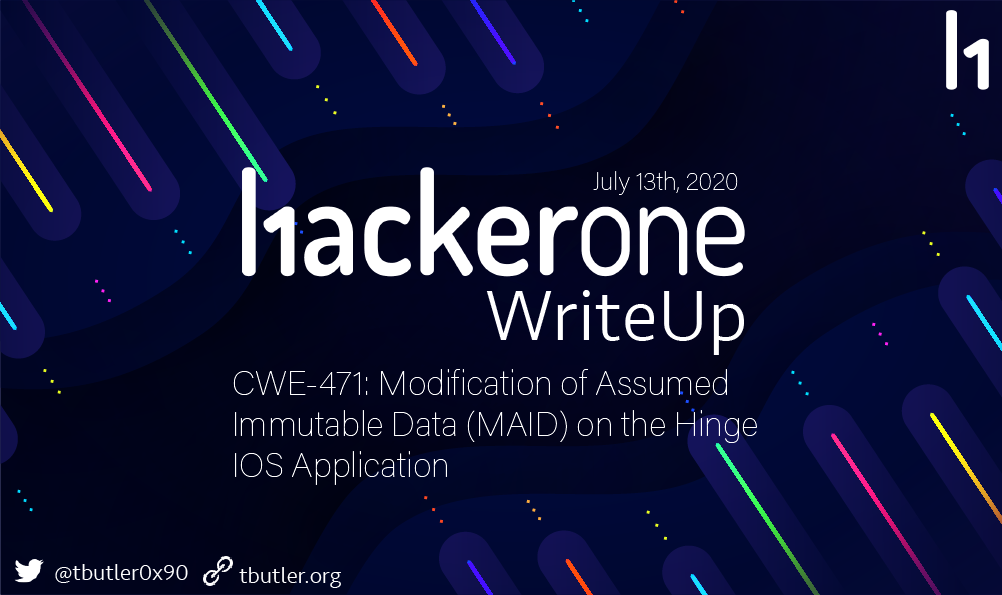 h1
July 13th, 2020
hackerone
WriteUp
CWE-471: Modification of Assumed
Immutable Data (MAID) on the Hinge
IOS Application
@tbutler0x90 tbutler.org